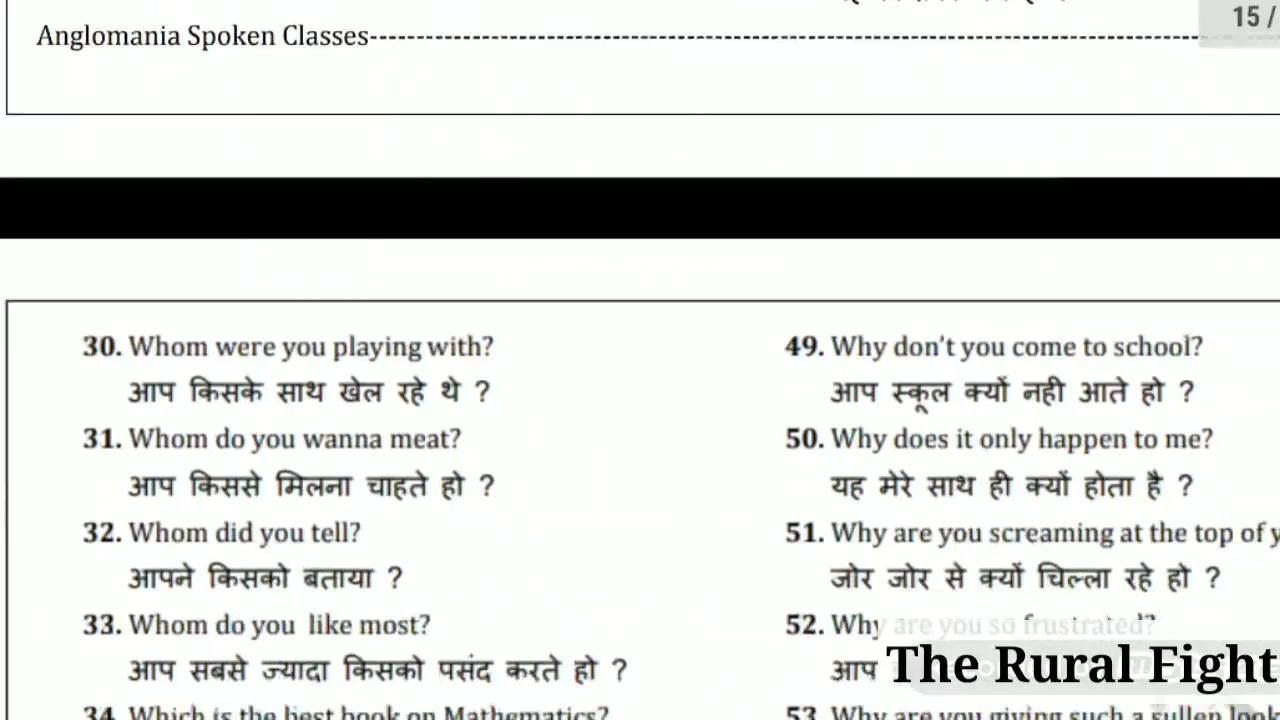 Anglomania Spoken Classes
15 /
30. Whom were you playing with?
आप किसके साथ खेल रहे थे ?
31. Whom do you wanna meat?
आप किससे मिलना चाहते हो ?
32. Whom did you tell?
आपने किसको बताया ?
33. Whom do you like most?
आप सबसे ज्यादा किसको पसंद करते हो ?
34. Which is the best book on Mathematics?
49. Why don't you come to school?
आप स्कूल क्यों नही आते हो ?
50. Why does it only happen to me?
यह मेरे साथ ही क्यों होता है ?
51. Why are you screaming at the top of
जोर जोर से क्यों चिल्ला रहे हो ?
52. Why are you so frustrated?
आप
53. Why are you giving such a sullen look
The Rural Fight